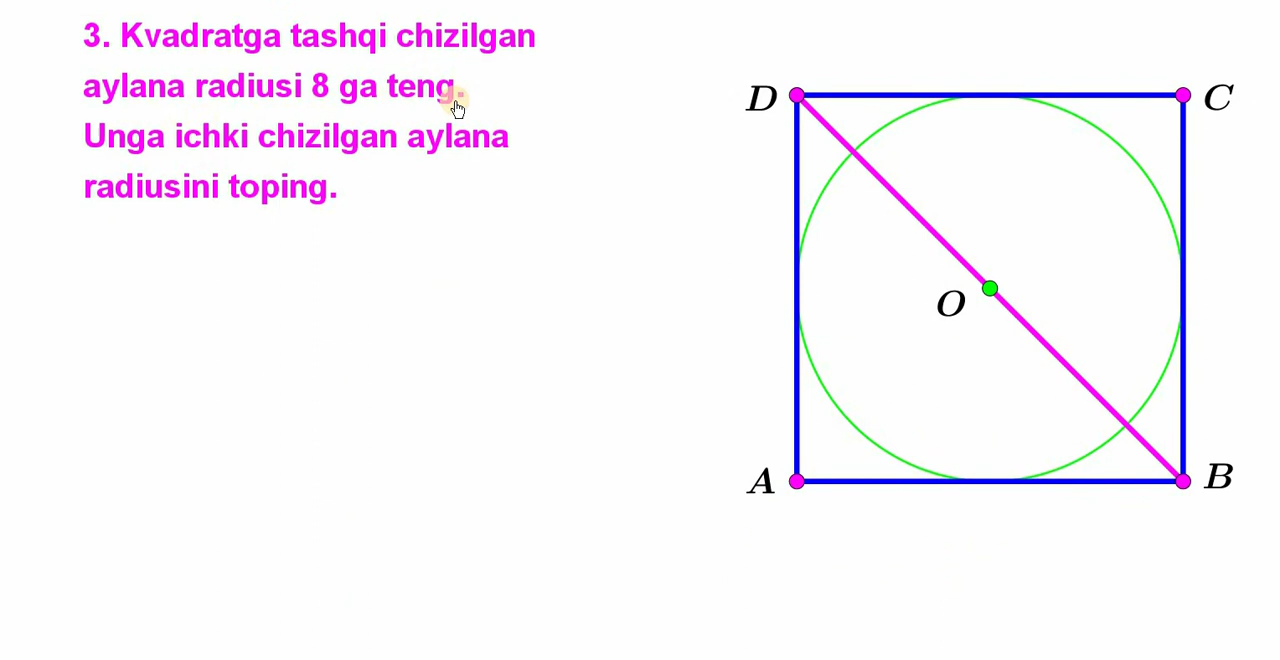 3. Kvadratga tashqi chizilgan
aylana radiusi 8 ga teng.
Unga ichki chizilgan aylana
radiusini toping.
D
C
O
A
B